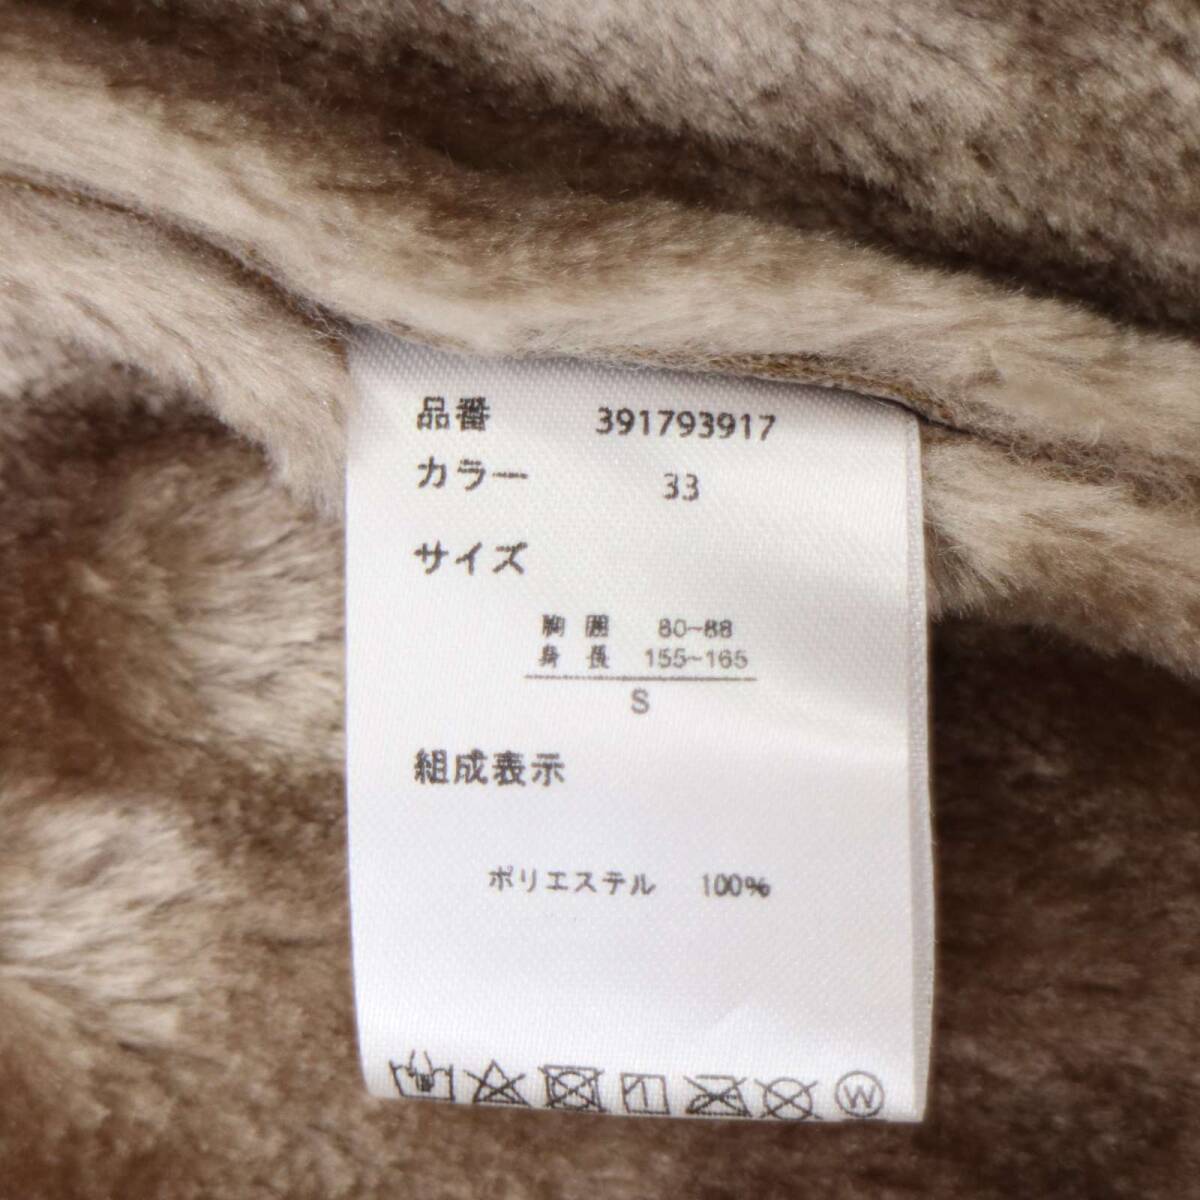 品番 391793917
カラー 33
サイズ
胸囲 80~88
身長 155~165
S
組成表示
ポリエステル 100%
W